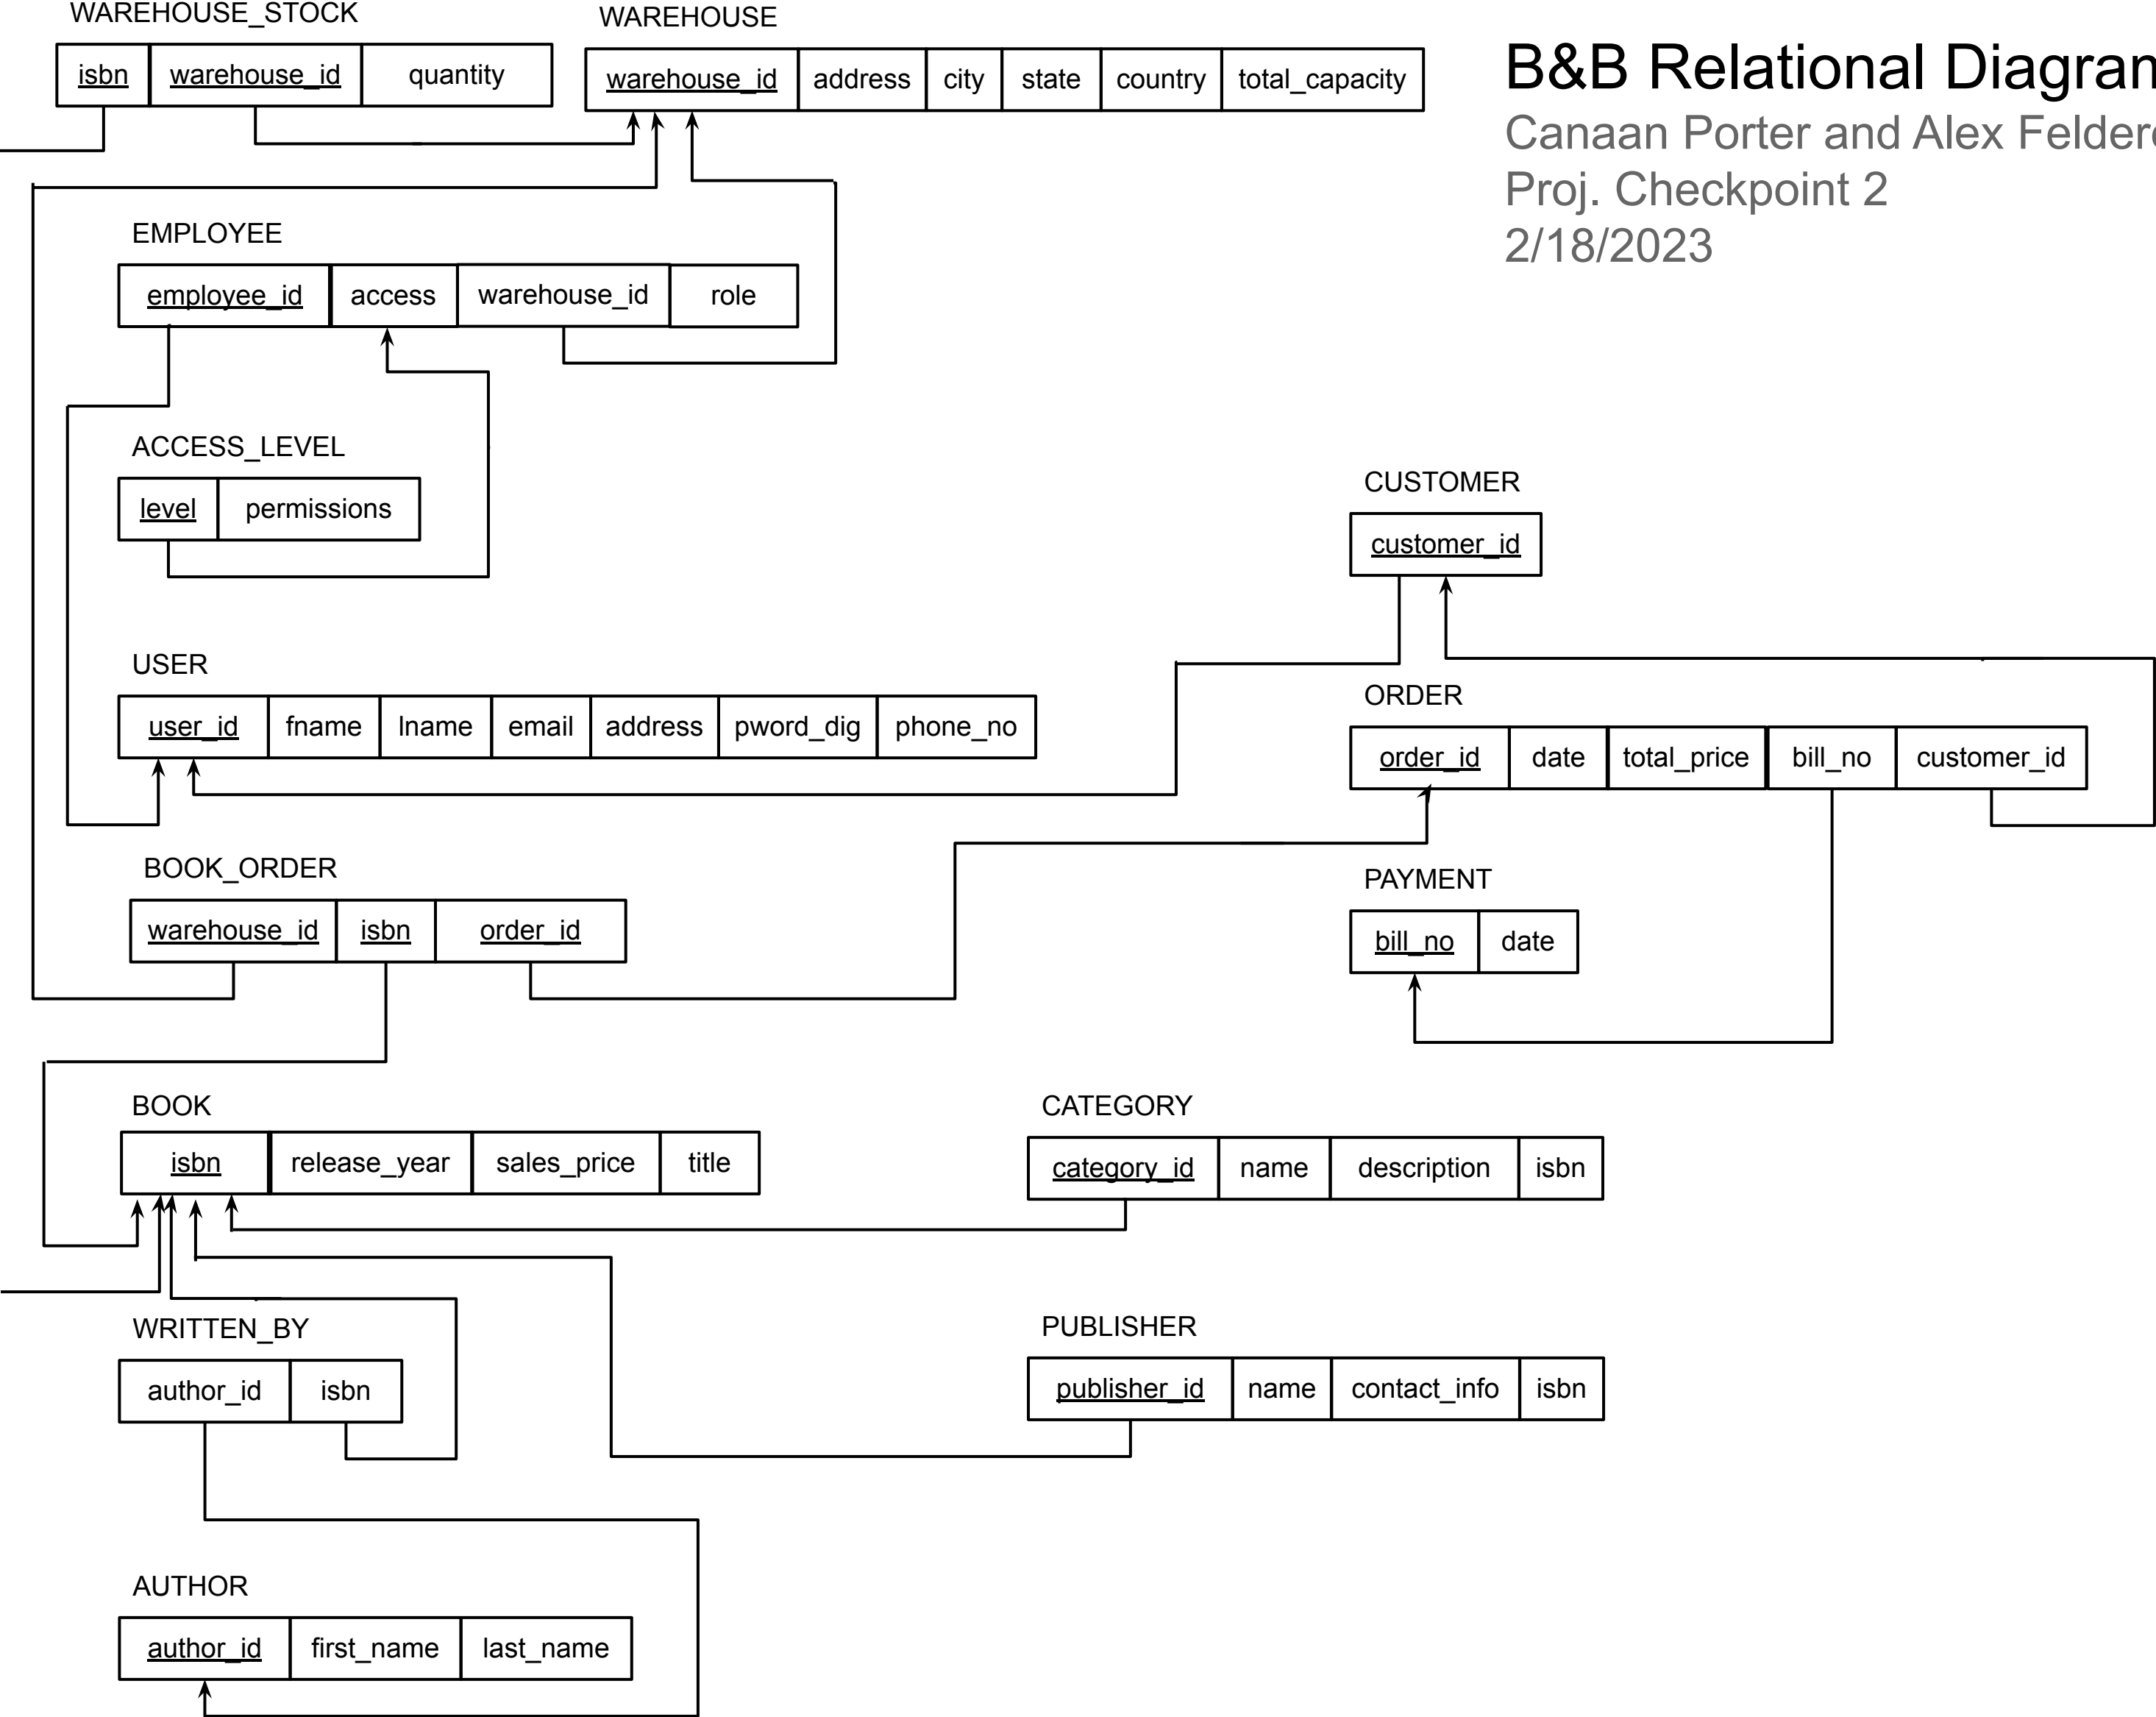 WAREHOUSE_STOCK
isbn warehouse_id quantity
WAREHOUSE
warehouse_id address city state country total_capacity
B&B Relational
Canaan Porter and Alex
Proj. Checkpoint 2
2/18/2023
EMPLOYEE
employee_id access warehouse_id role
ACCESS_LEVEL
level permissions
CUSTOMER
customer_id
USER
user_id fname lname email address pword_dig phone_no
ORDER
order_id date total_price bill_no customer_id
BOOK_ORDER
warehouse_id isbn order_id
PAYMENT
bill_no date
BOOK
isbn release_year sales_price title
CATEGORY
category_id name description isbn
WRITTEN_BY
author_id isbn
PUBLISHER
publisher_id name contact_info isbn
AUTHOR
author_id first_name last_name